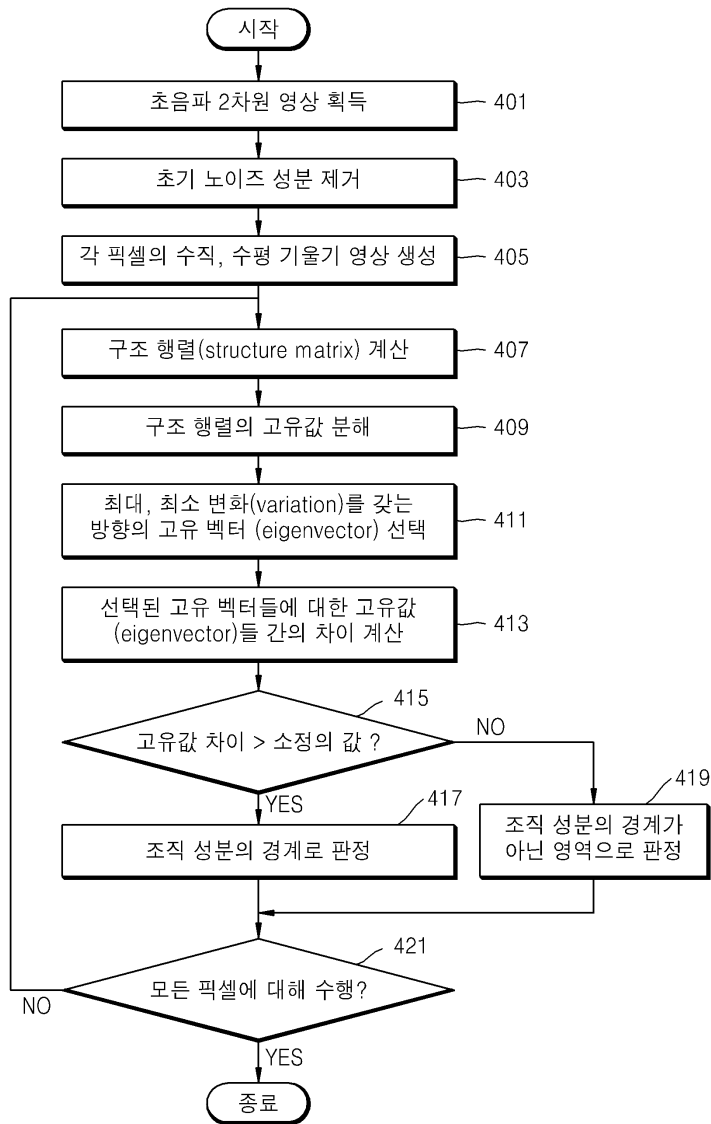 시작
초음파 2차원 영상 획득
401
초기 노이즈 성분 제거
403
각 픽셀의 수직, 수평 기울기 영상 생성
405
구조 행렬(structure matrix) 계산
407
구조 행렬의 고유값 분해
409
최대, 최소 변화(variation)를 갖는
방향의 고유 벡터 (eigenvector) 선택
411
선택된 고유 벡터들에 대한 고유값
(eigenvector)들 간의 차이 계산
413
415
고유값 차이 > 소정의 값 ?
NO
YES
417
조직 성분의 경계로 판정
419
조직 성분의 경계가
아닌 영역으로 판정
421
모든 픽셀에 대해 수행?
NO
YES
종료